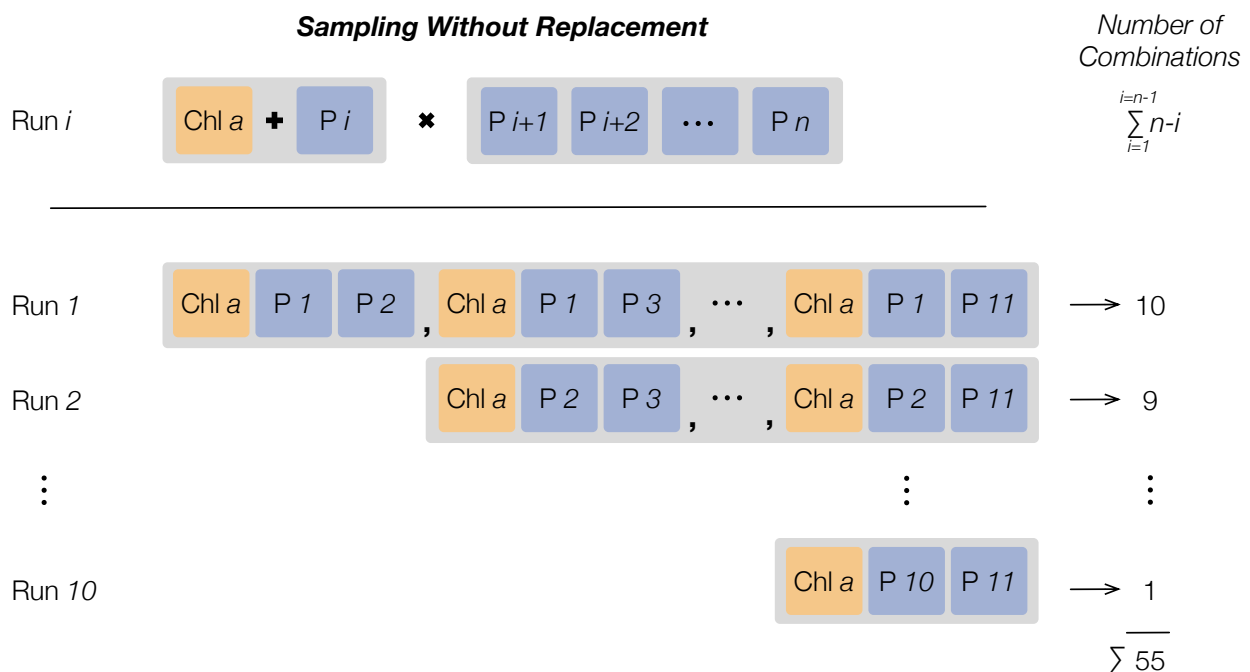 Sampling Without Replacement
Number of
Combinations
Run i
Chl a + P i × P i+1 P i+2 ... P n
i=n-1
∑ n-i
i=1
Run 1 Chl a P 1 P 2 , Chl a P 1 P 3 , ... , Chl a P 1 P 11 → 10
Run 2 Chl a P 2 P 3 , ... , Chl a P 2 P 11 → 9
⋮ ⋮ ⋮
Run 10 Chl a P 10 P 11 → 1
∑ 55